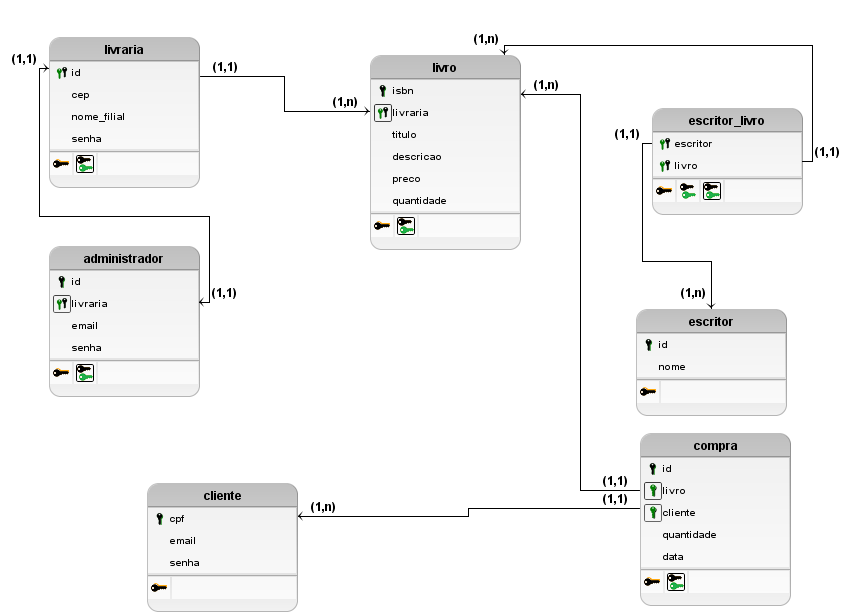 livraria
(1,1)
id
cep
nome_filial
senha
(1,1)
(1,n)
livro
isbn
livraria
titulo
descricao
preco
quantidade
(1,n)
(1,n)
escritor_livro
escritor
livro
(1,1)
(1,1)
administrador
id
livraria
email
senha
(1,1)
(1,n)
escritor
id
nome
compra
id
livro
cliente
quantidade
data
(1,1)
(1,1)
cliente
cpf
email
senha
(1,n)